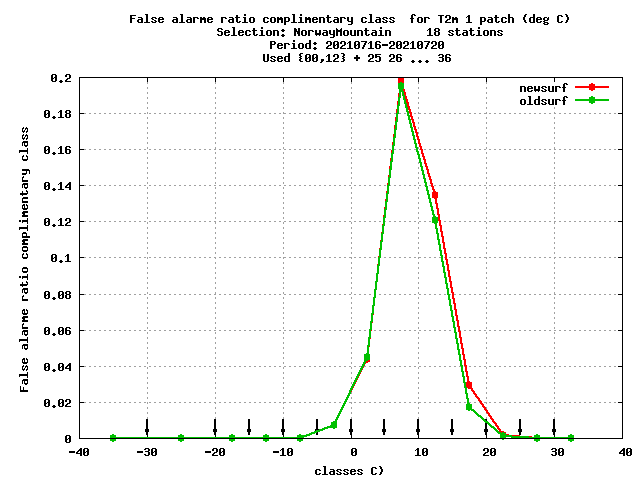 False alarme ratio complimentary class  for T2m 1 patch (deg C)
Selection: NorwayMountain     18 stations
Period: 20210716-20210720
Used {00,12} + 25 26 ... 36
newsurf
oldsurf
False alarme ratio complimentary class
0,2
0,18
0,16
0,14
0,12
0,1
0,08
0,06
0,04
0,02
0
-40 -30 -20 -10 0 10 20 30 40
classes C)